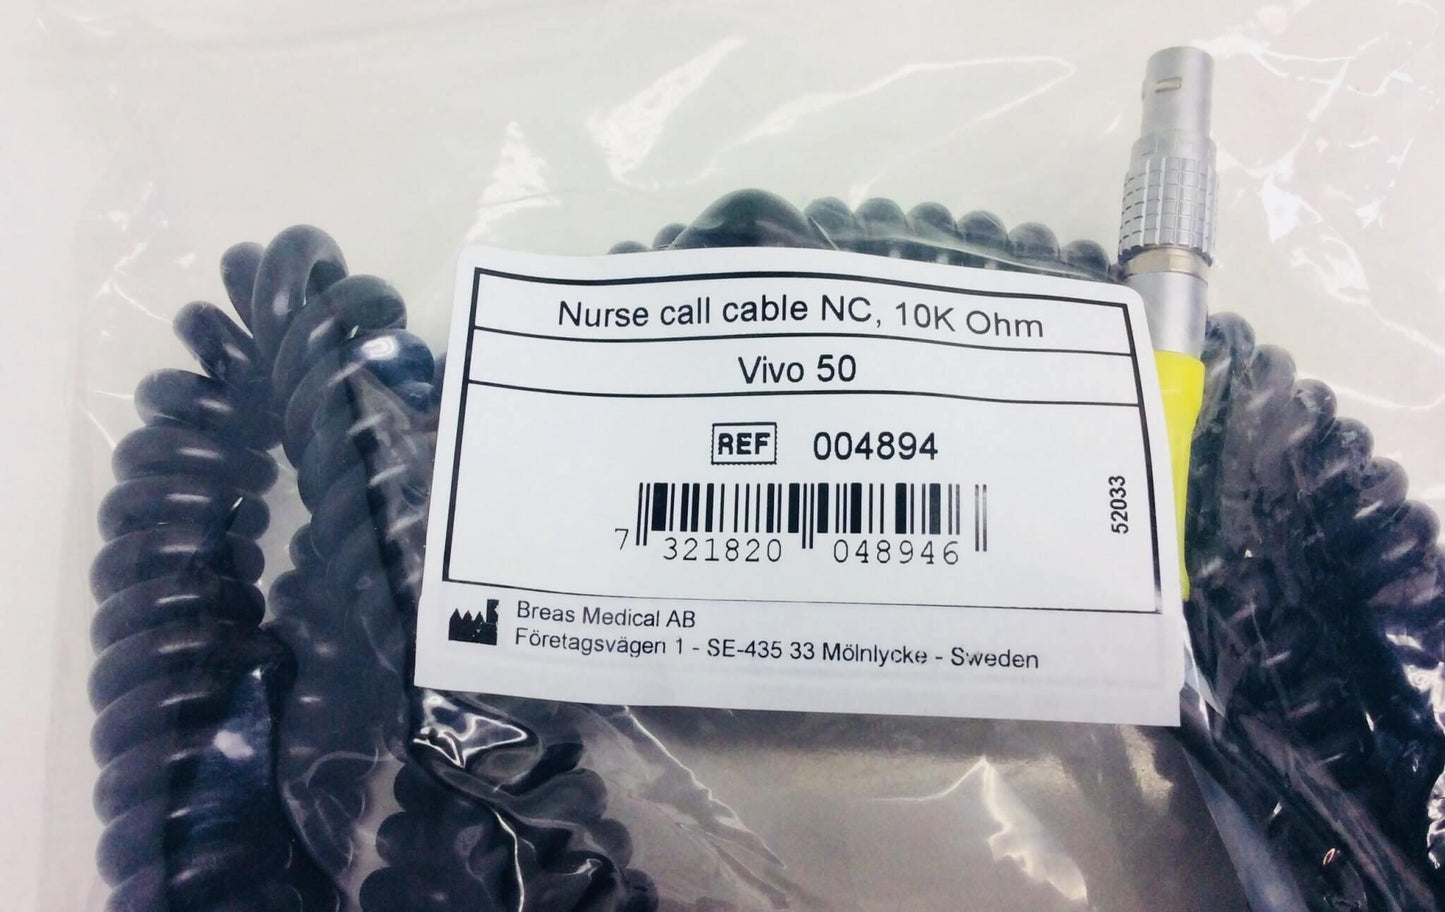 Nurse call cable NC, 10K Ohm
Vivo 50
REF 004894
7 321820 048946
52033
Breas Medical AB
Företagsvägen 1 - SE-435 33 Mölnlycke - Sweden